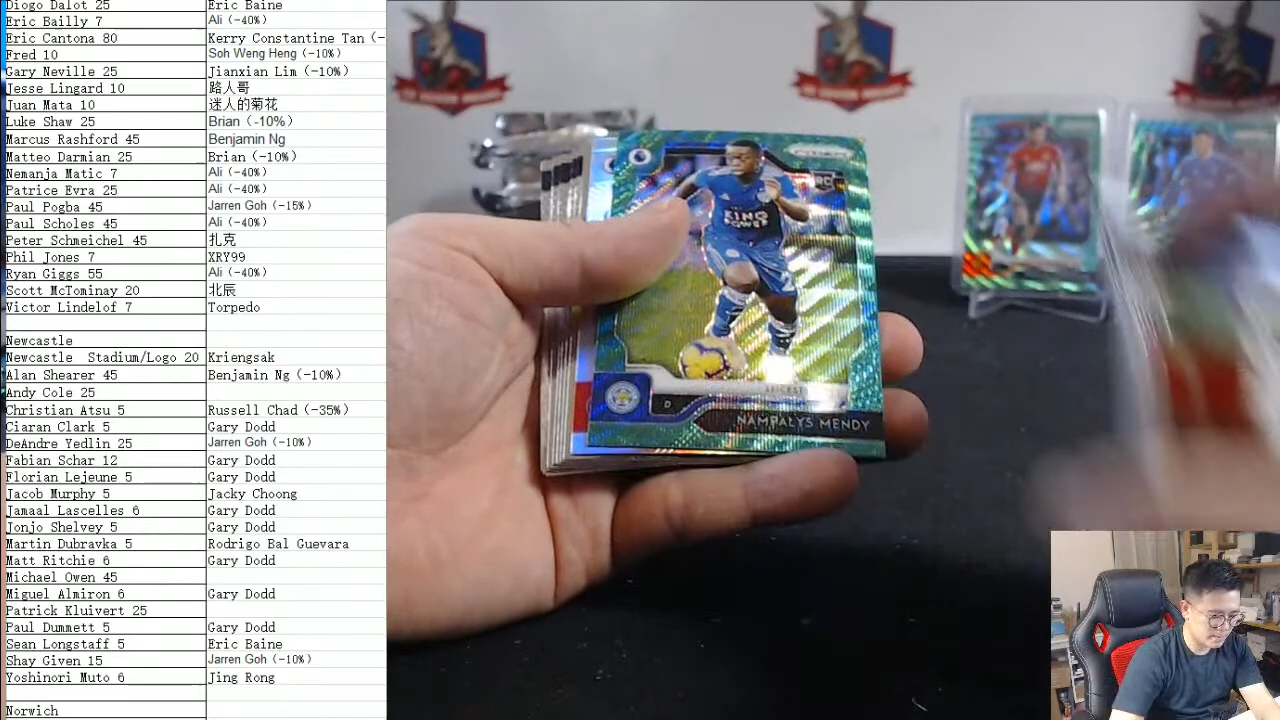 Diogo Dalot 25 Eric Baine
Eric Bailly 7 Ali (-40%)
Eric Cantona 80 Kerry Constantine Tan (-
Fred 10 Soh Weng Heng (-10%)
Gary Neville 25 Jianxian Lim (-10%)
Jesse Lingard 10 路人哥
Juan Mata 10 迷人的菊花
Luke Shaw 25 Brian (-10%)
Marcus Rashford 45 Benjamin Ng
Matteo Darmian 25 Brian (-10%)
Nemanja Matic 7 Ali (-40%)
Patrice Evra 25 Ali (-40%)
Paul Pogba 45 Jarren Goh (-15%)
Paul Scholes 45 Ali (-40%)
Peter Schmeichel 45 扎克
Phil Jones 7 XRY99
Ryan Giggs 55 Ali (-40%)
Scott McTominay 20 北辰
Victor Lindelof 7 Torpedo
Newcastle
Newcastle Stadium/Logo 20 Kriengsak
Alan Shearer 45 Benjamin Ng (-10%)
Andy Cole 25
Christian Atsu 5 Russell Chad (-35%)
Ciaran Clark 5 Gary Dodd
DeAndre Yedlin 25 Jarren Goh (-10%)
Fabian Schar 12 Gary Dodd
Florian Lejeune 5 Gary Dodd
Jacob Murphy 5 Jacky Choong
Jamaal Lascelles 6 Gary Dodd
Jonjo Shelvey 5 Gary Dodd
Martin Dubravka 5 Rodrigo Bal Guevara
Matt Ritchie 6 Gary Dodd
Michael Owen 45
Miguel Almiron 6 Gary Dodd
Patrick Kluivert 25
Paul Dummett 5 Gary Dodd
Sean Longstaff 5 Eric Baine
Shay Given 15 Jarren Goh (-10%)
Yoshinori Muto 6 Jing Rong
Norwich
PRIZM
RC
KING
POWER
D
NAMPALYS MENDY